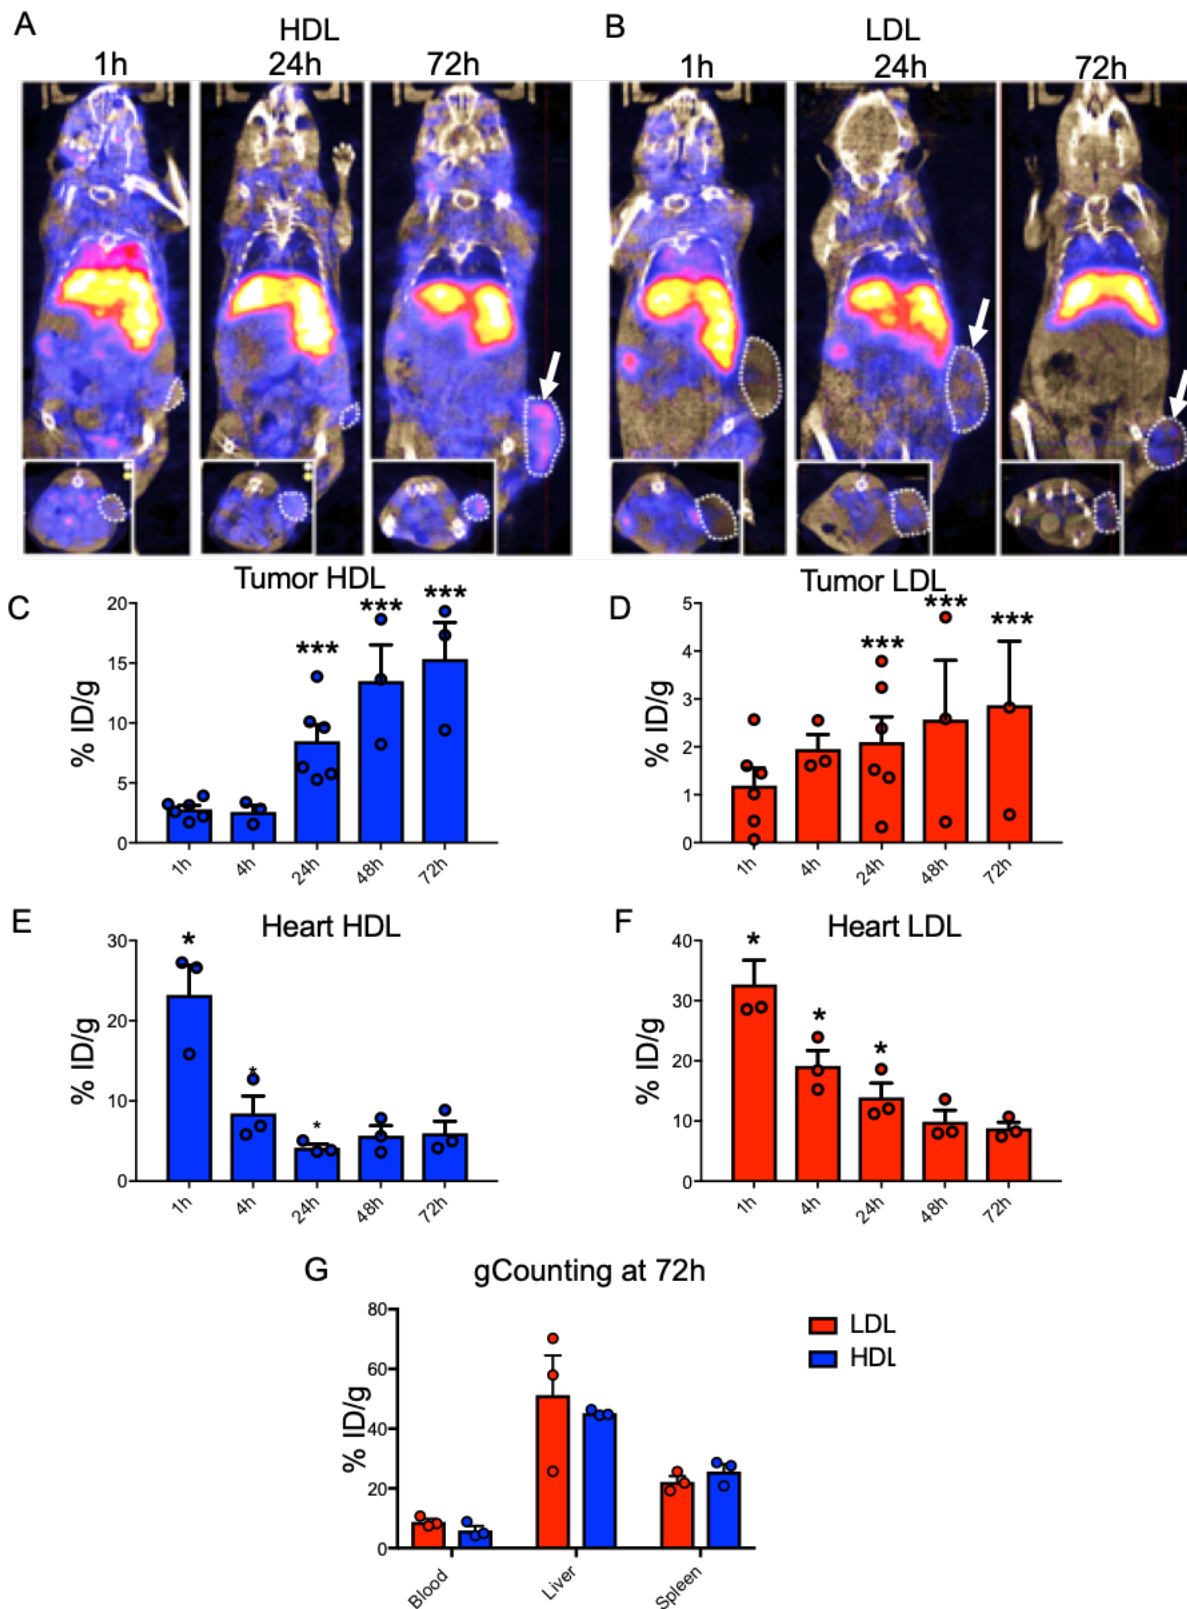 A
HDL
B
LDL
1h
24h
72h
1h
24h
72h
C
Tumor HDL
% ID/g
20
15
10
5
0
***
***
***
1h
4h
24h
48h
72h
D
Tumor LDL
% ID/g
5
4
3
2
1
0
***
***
***
1h
4h
24h
48h
72h
E
Heart HDL
% ID/g
30
20
10
0
*
*
*
1h
4h
24h
48h
72h
F
Heart LDL
% ID/g
40
30
20
10
0
*
*
*
1h
4h
24h
48h
72h
G
gCounting at 72h
% ID/g
80
60
40
20
0
Blood
Liver
Spleen
LDL
HDL